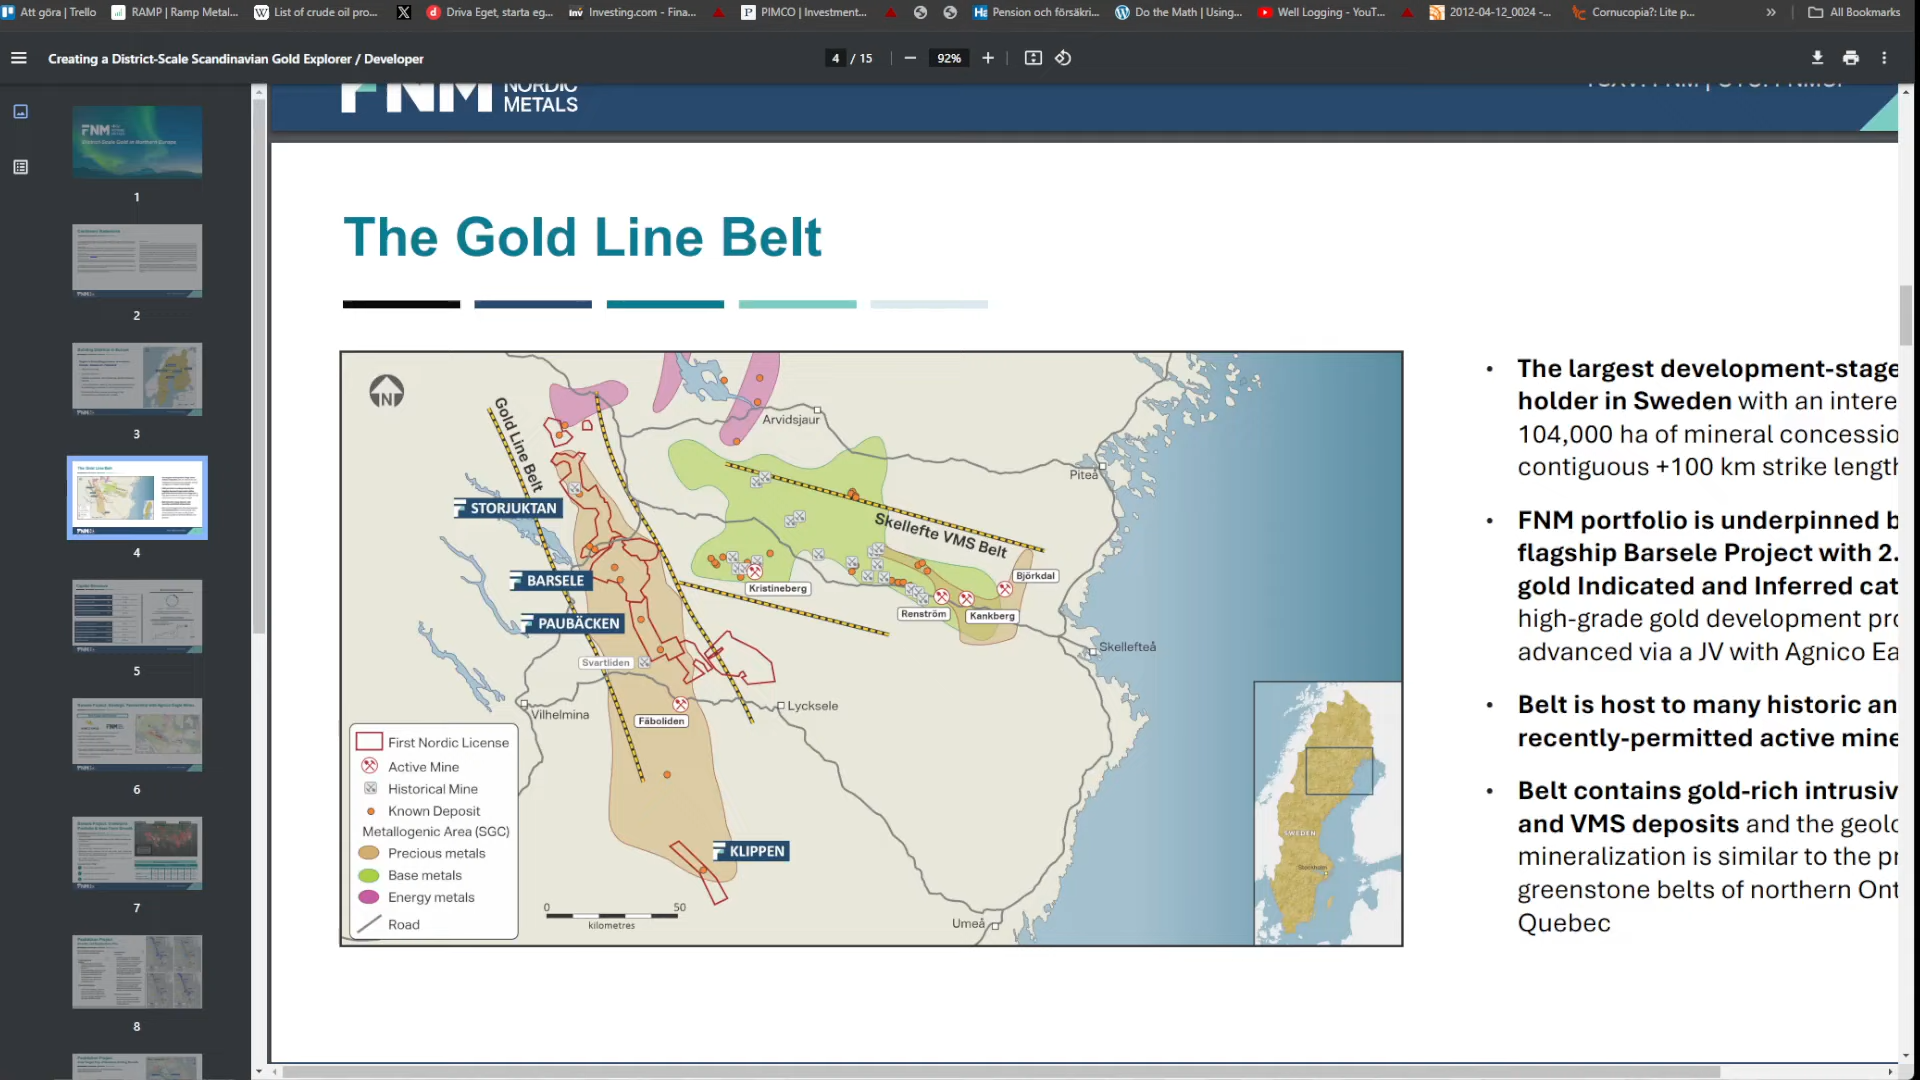 Att göra | Trello
RAMP | Ramp Metal...
List of crude oil pro...
Driva Eget, starta eg...
Investing.com - Fina...
PIMCO | Investment...
Pension och försäkri...
Do the Math | Using...
Well Logging - YouT...
2012-04-12_0024 -...
Cornucopia?: Lite p...
All Bookmarks
Creating a District-Scale Scandinavian Gold Explorer / Developer
4 / 15
92%
FNM NORDIC
METALS
1
2
3
The Gold Line Belt
4
5
6
7
8
The Gold Line Belt
N
Gold Line Belt
Arvidsjaur
Piteå
STORJUKTAN
Skellefte VMS Belt
BARSELE
Kristineberg
Björkdal
Renström
Kankberg
PAUBÄCKEN
Skellefteå
Svartliden
Vilhelmina
Fäboliden
Lycksele
KLIPPEN
Umeå
0 50
kilometres
First Nordic License
Active Mine
Historical Mine
Known Deposit
Metallogenic Area (SGC)
Precious metals
Base metals
Energy metals
Road
SWEDEN
Stockholm
• The largest development-stage
holder in Sweden with an intere
104,000 ha of mineral concessio
contiguous +100 km strike length
• FNM portfolio is underpinned b
flagship Barsele Project with 2.
gold Indicated and Inferred cat
high-grade gold development pro
advanced via a JV with Agnico Ea
• Belt is host to many historic an
recently-permitted active mine
• Belt contains gold-rich intrusiv
and VMS deposits and the geolo
mineralization is similar to the pr
greenstone belts of northern Ont
Quebec